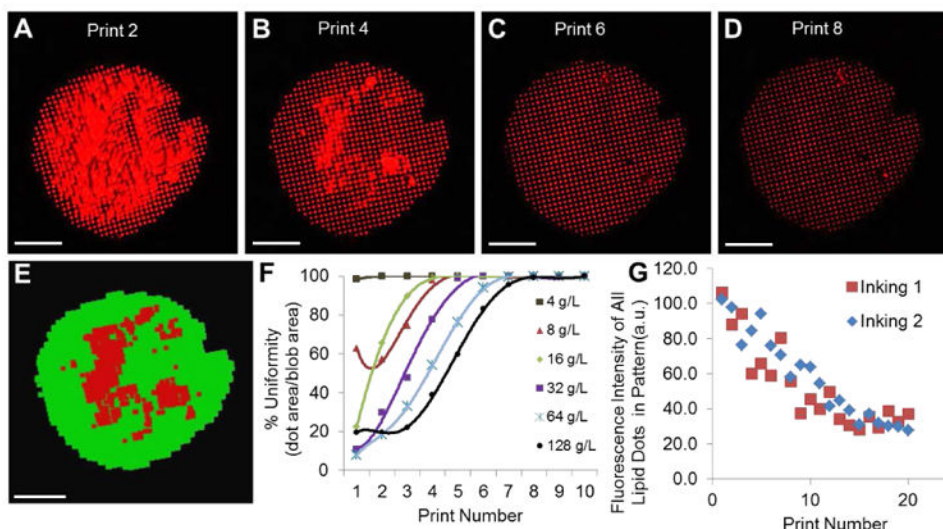 A Print 2
B Print 4
C Print 6
D Print 8
E
F
% Uniformity
(dot area/blob area)
100
80
60
40
20
0
1 2 3 4 5 6 7 8 9 10
Print Number
4 g/L
8 g/L
16 g/L
32 g/L
64 g/L
128 g/L
G
Fluorescence Intensity of All
Lipid Dots in Pattern(a.u.)
120.0
100.0
80.0
60.0
40.0
20.0
0.0
0 10 20
Print Number
Inking 1
Inking 2